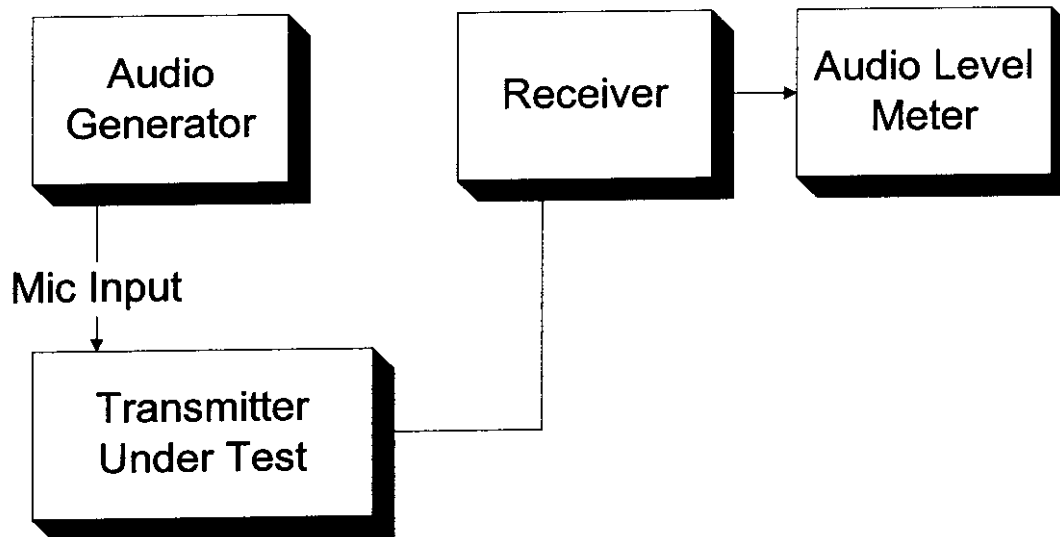 Audio
Generator
Receiver
Audio Level
Meter
Mic Input
Transmitter
Under Test